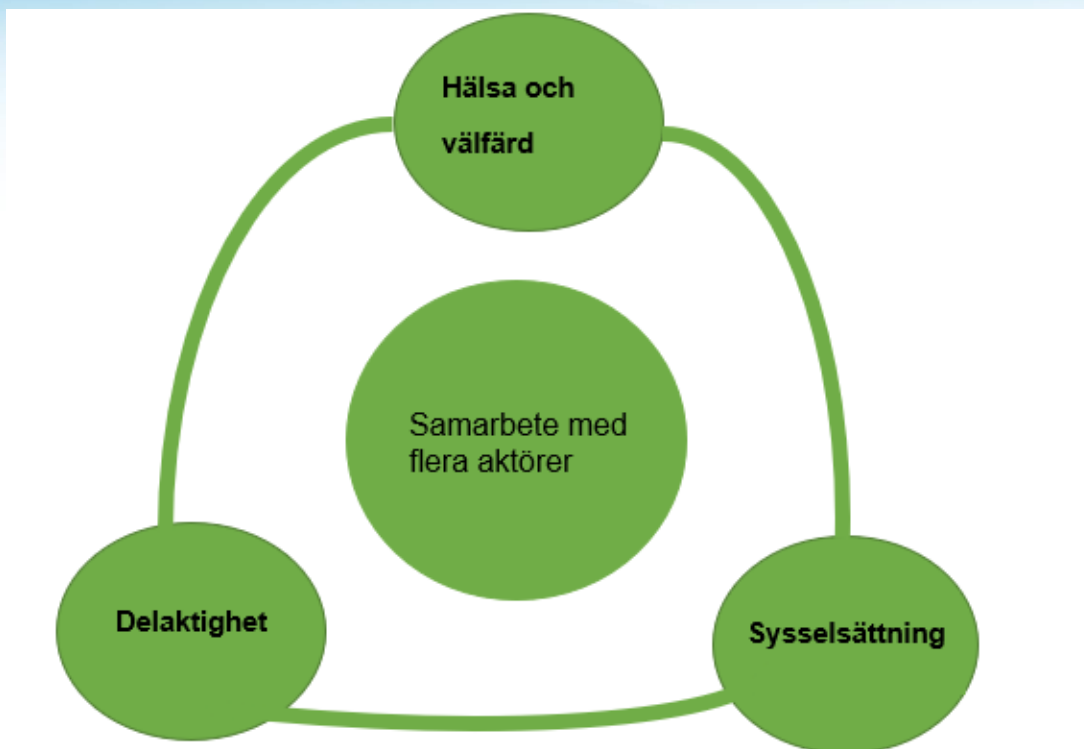 Hälsa och
välfärd
Samarbete med
flera aktörer
Delaktighet
Sysselsättning